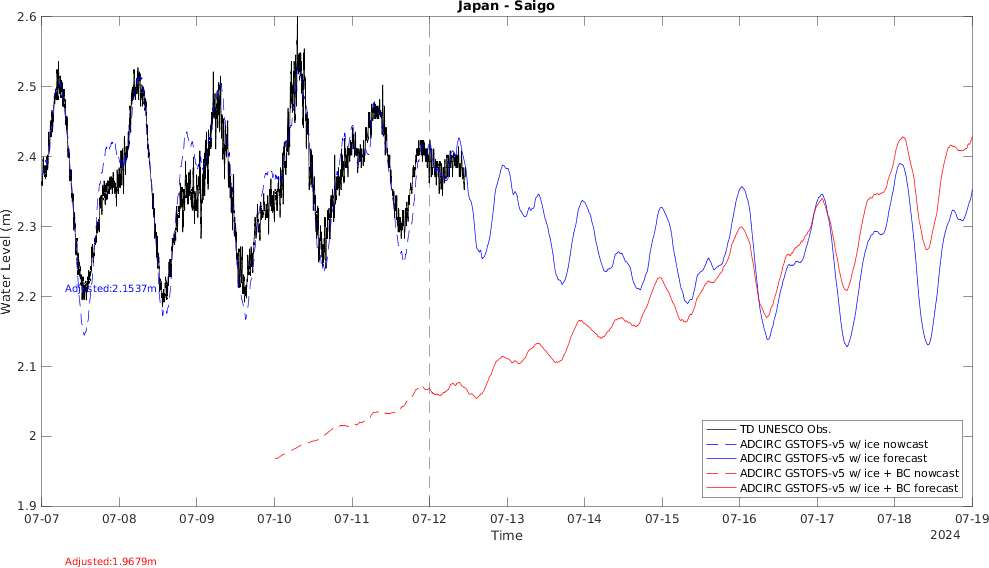 Japan - Saigo
2.6
2.5
2.4
2.3
2.2
2.1
2
1.9
Water Level (m)
Adjusted:2.1537m
TD UNESCO Obs.
ADCIRC GSTOFS-v5 w/ ice nowcast
ADCIRC GSTOFS-v5 w/ ice forecast
ADCIRC GSTOFS-v5 w/ ice + BC nowcast
ADCIRC GSTOFS-v5 w/ ice + BC forecast
07-07 07-08 07-09 07-10 07-11 07-12 07-13 07-14 07-15 07-16 07-17 07-18 07-19
Time
2024
Adjusted:1.9679m